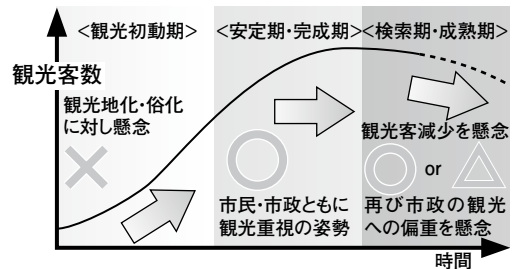 <観光初動期>
<安定期・完成期>
<検索期・成熟期>
観光客数
観光地化・俗化
に対し懸念
観光客減少を懸念
or
市民・市政ともに
観光重視の姿勢
再び市政の観光
への偏重を懸念
時間